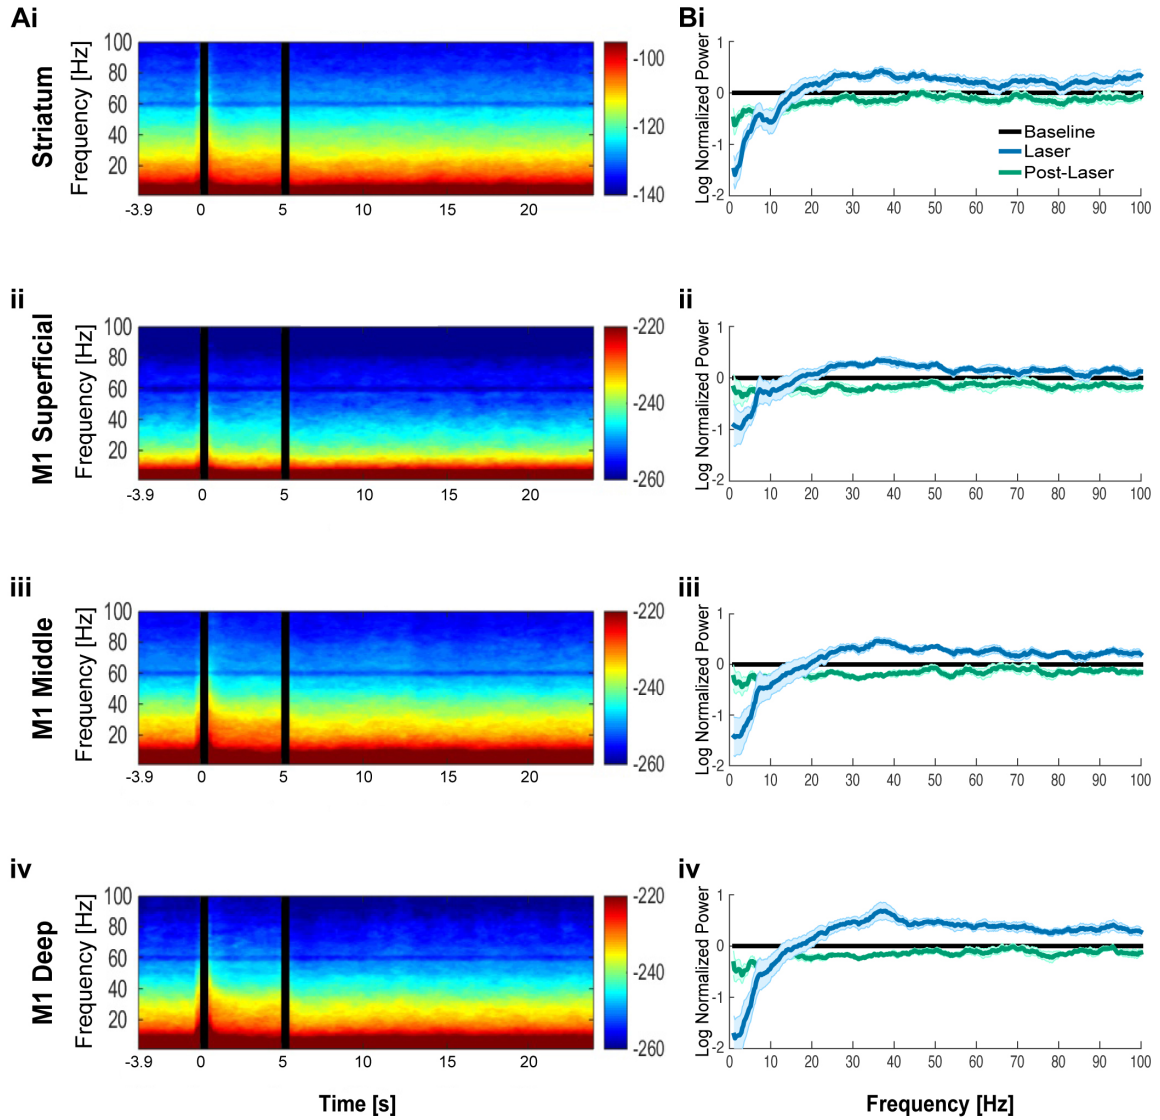 Ai
Striatum
Frequency [Hz]
100
80
60
40
20
-3.9 0 5 10 15 20
-100
-120
-140
Bi
Log Normalized Power
1
0
-1
-2
Baseline
Laser
Post-Laser
0 10 20 30 40 50 60 70 80 90 100
ii
M1 Superficial
Frequency [Hz]
100
80
60
40
20
-3.9 0 5 10 15 20
-220
-240
-260
ii
Log Normalized Power
1
0
-1
-2
0 10 20 30 40 50 60 70 80 90 100
iii
M1 Middle
Frequency [Hz]
100
80
60
40
20
-3.9 0 5 10 15 20
-220
-240
-260
iii
Log Normalized Power
1
0
-1
-2
0 10 20 30 40 50 60 70 80 90 100
iv
M1 Deep
Frequency [Hz]
100
80
60
40
20
-3.9 0 5 10 15 20
-220
-240
-260
iv
Log Normalized Power
1
0
-1
-2
0 10 20 30 40 50 60 70 80 90 100
Time [s]
Frequency [Hz]